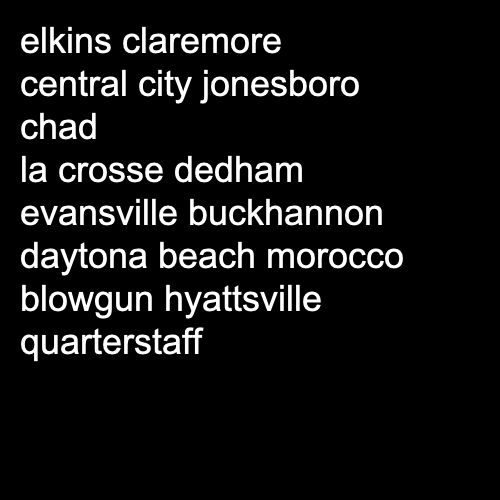 elkins claremore
central city jonesboro
chad
la crosse dedham
evansville buckhannon
daytona beach morocco
blowgun hyattsville
quarterstaff